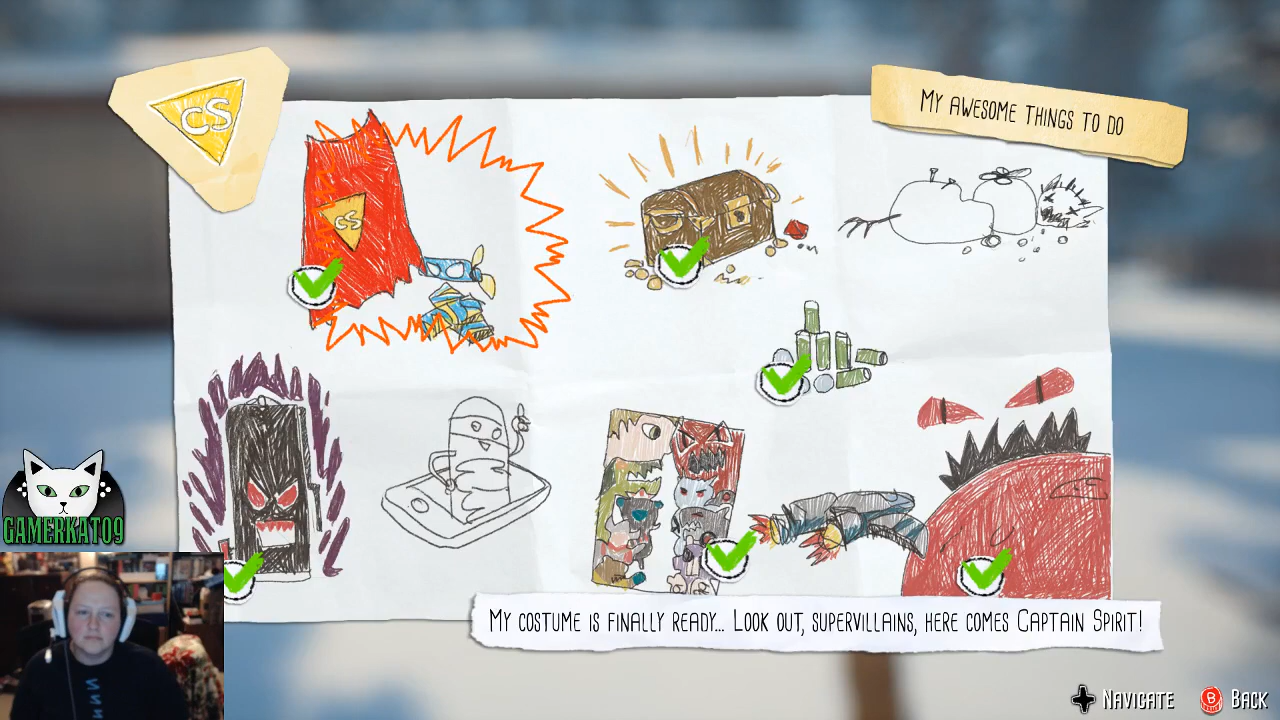 CS
My awesome things to do
CS
GAMERKAT09
My costume is finally ready... Look out, supervillains, here comes Captain Spirit!
Navigate
B Back